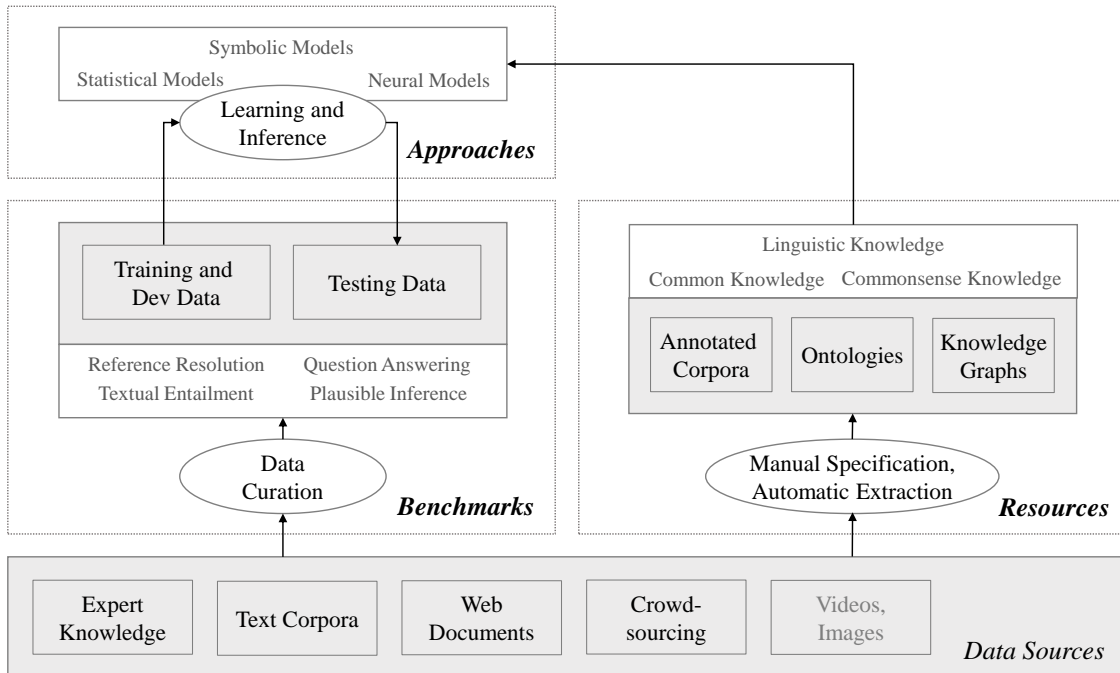 Symbolic Models
Statistical Models
Neural Models
Learning and
Inference
Approaches
Training and
Dev Data
Testing Data
Reference Resolution
Question Answering
Textual Entailment
Plausible Inference
Data
Curation
Benchmarks
Linguistic Knowledge
Common Knowledge
Commonsense Knowledge
Annotated
Corpora
Ontologies
Knowledge
Graphs
Manual Specification,
Automatic Extraction
Resources
Expert
Knowledge
Text Corpora
Web
Documents
Crowd-
sourcing
Videos,
Images
Data Sources